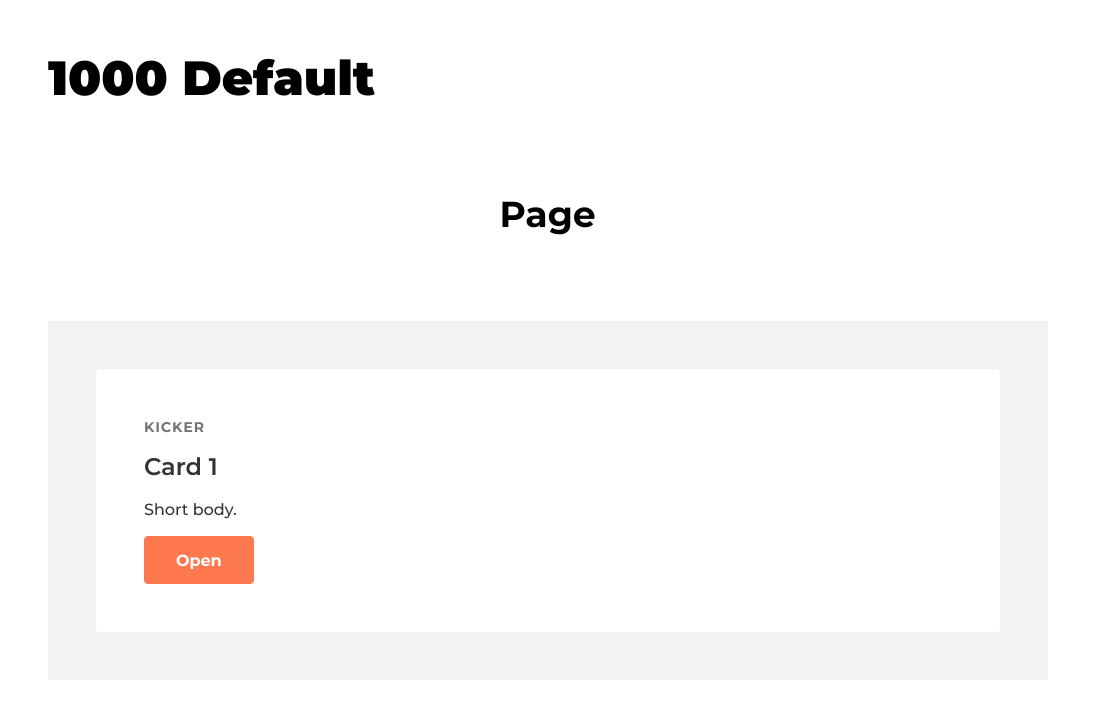 1000 Default
Page
KICKER
Card 1
Short body.
Open